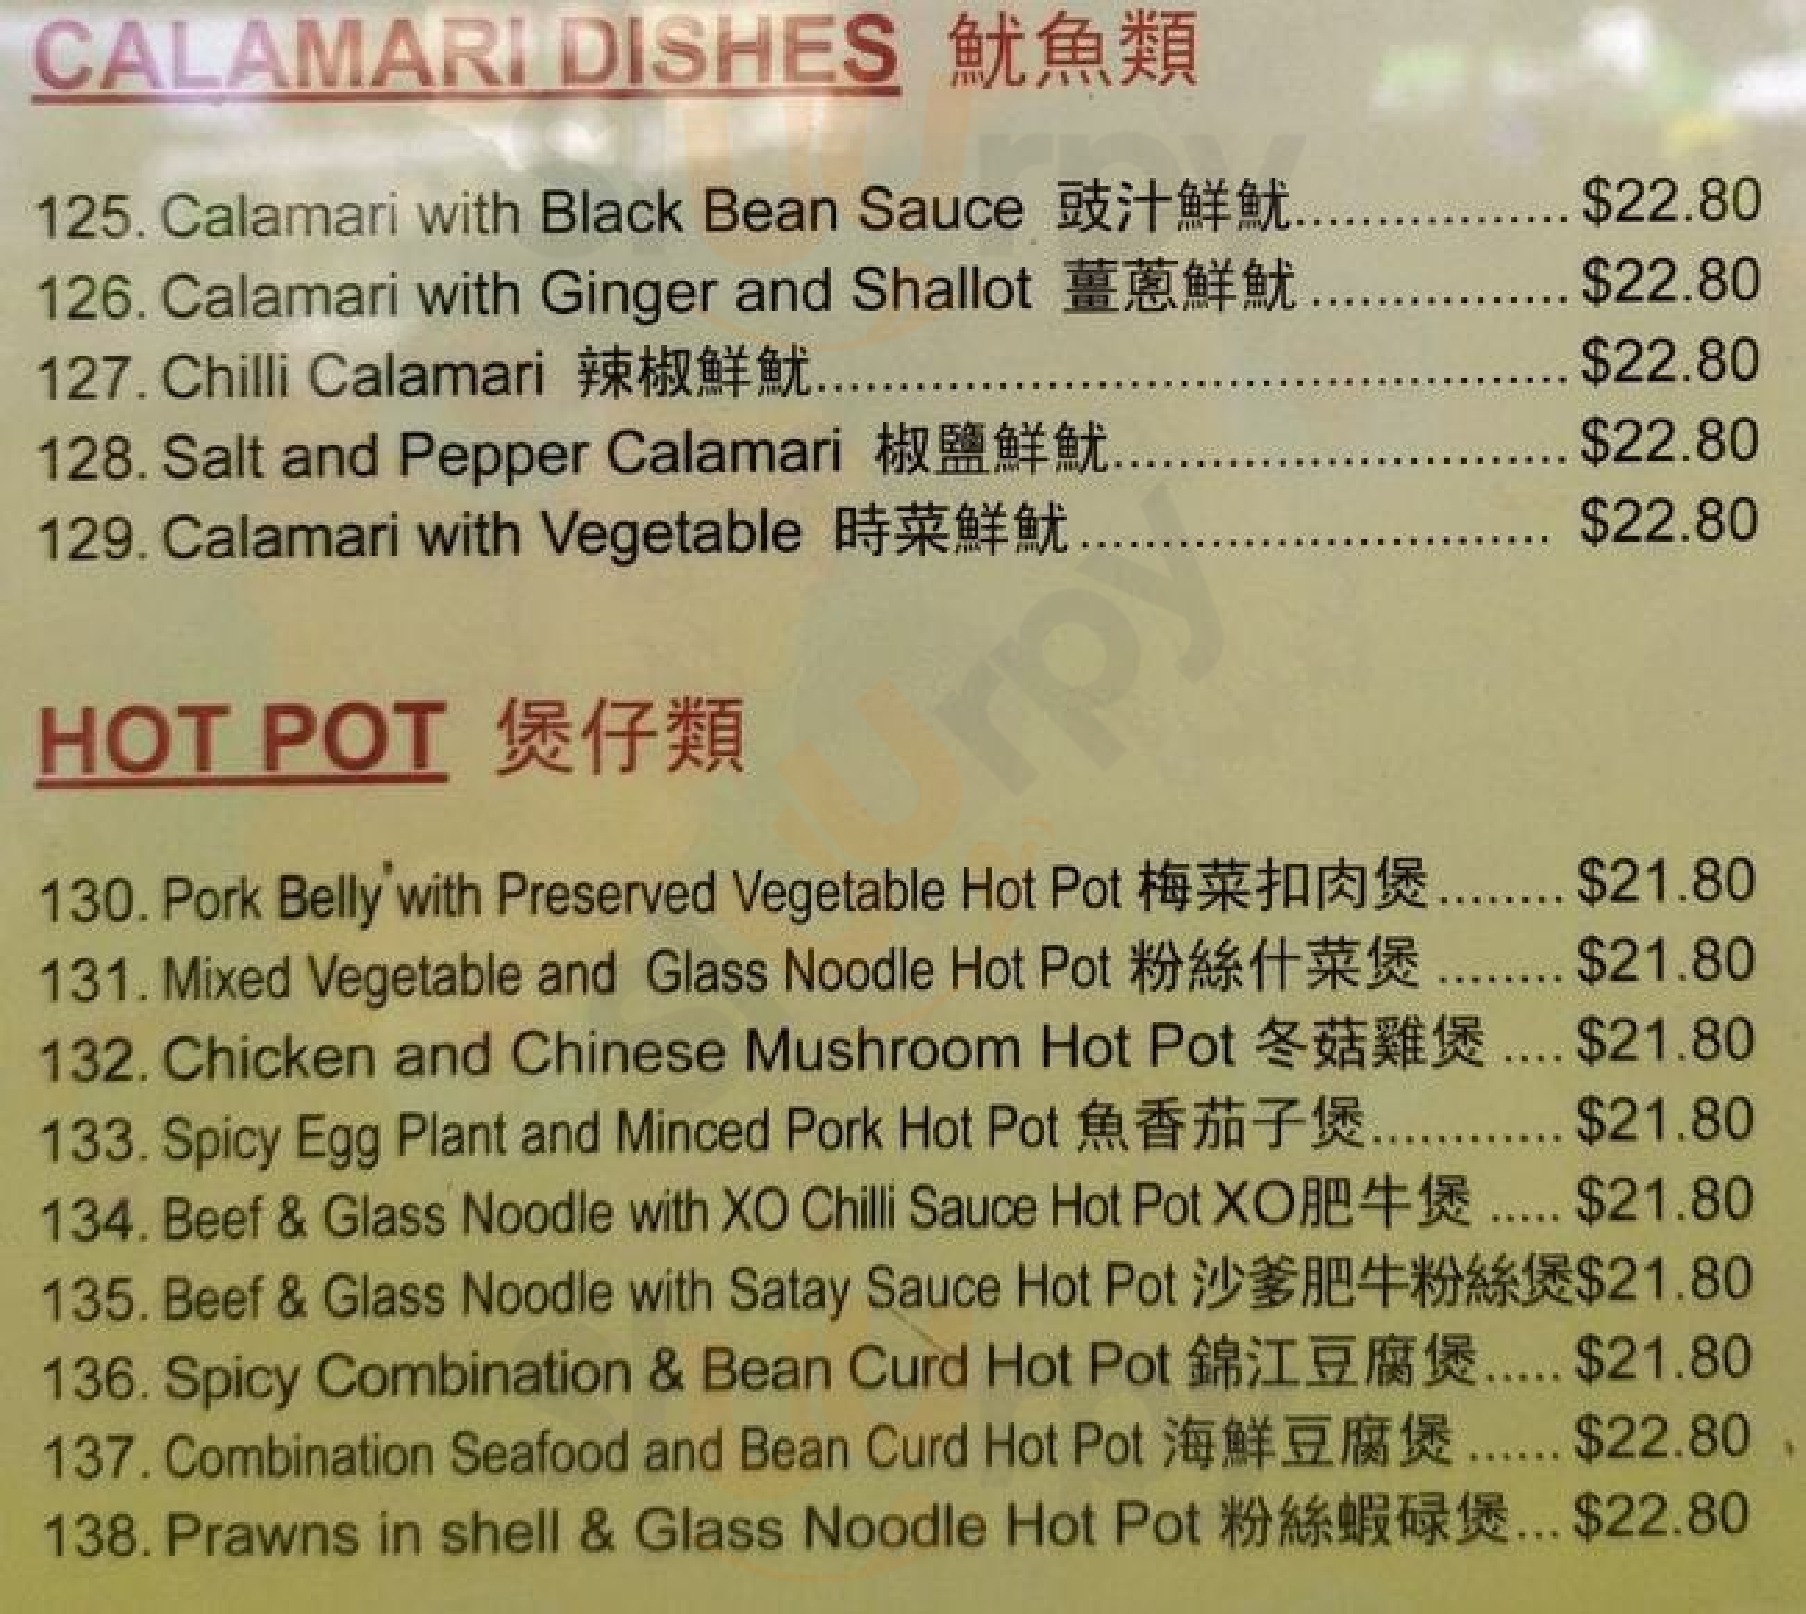 CALAMARI DISHES 魷魚類
125. Calamari with Black Bean Sauce 豉汁鮮魷................. $22.80
126. Calamari with Ginger and Shallot 薑蔥鮮魷 ................ $22.80
127. Chilli Calamari 辣椒鮮魷.............................................. $22.80
128. Salt and Pepper Calamari 椒鹽鮮魷............................ $22.80
129. Calamari with Vegetable 時菜鮮魷............................. $22.80
HOT POT 煲仔類
130. Pork Belly with Preserved Vegetable Hot Pot 梅菜扣肉煲........ $21.80
131. Mixed Vegetable and Glass Noodle Hot Pot 粉絲什菜煲 ........ $21.80
132. Chicken and Chinese Mushroom Hot Pot 冬菇雞煲 .... $21.80
133. Spicy Egg Plant and Minced Pork Hot Pot 魚香茄子煲............ $21.80
134. Beef & Glass Noodle with XO Chilli Sauce Hot Pot XO肥牛煲 ..... $21.80
135. Beef & Glass Noodle with Satay Sauce Hot Pot 沙爹肥牛粉絲煲$21.80
136. Spicy Combination & Bean Curd Hot Pot 錦江豆腐煲..... $21.80
137. Combination Seafood and Bean Curd Hot Pot 海鮮豆腐煲 ...... $22.80
138. Prawns in shell & Glass Noodle Hot Pot 粉絲蝦碌煲... $22.80
sluurpy
sluurpy
sluurpy
sluurpy